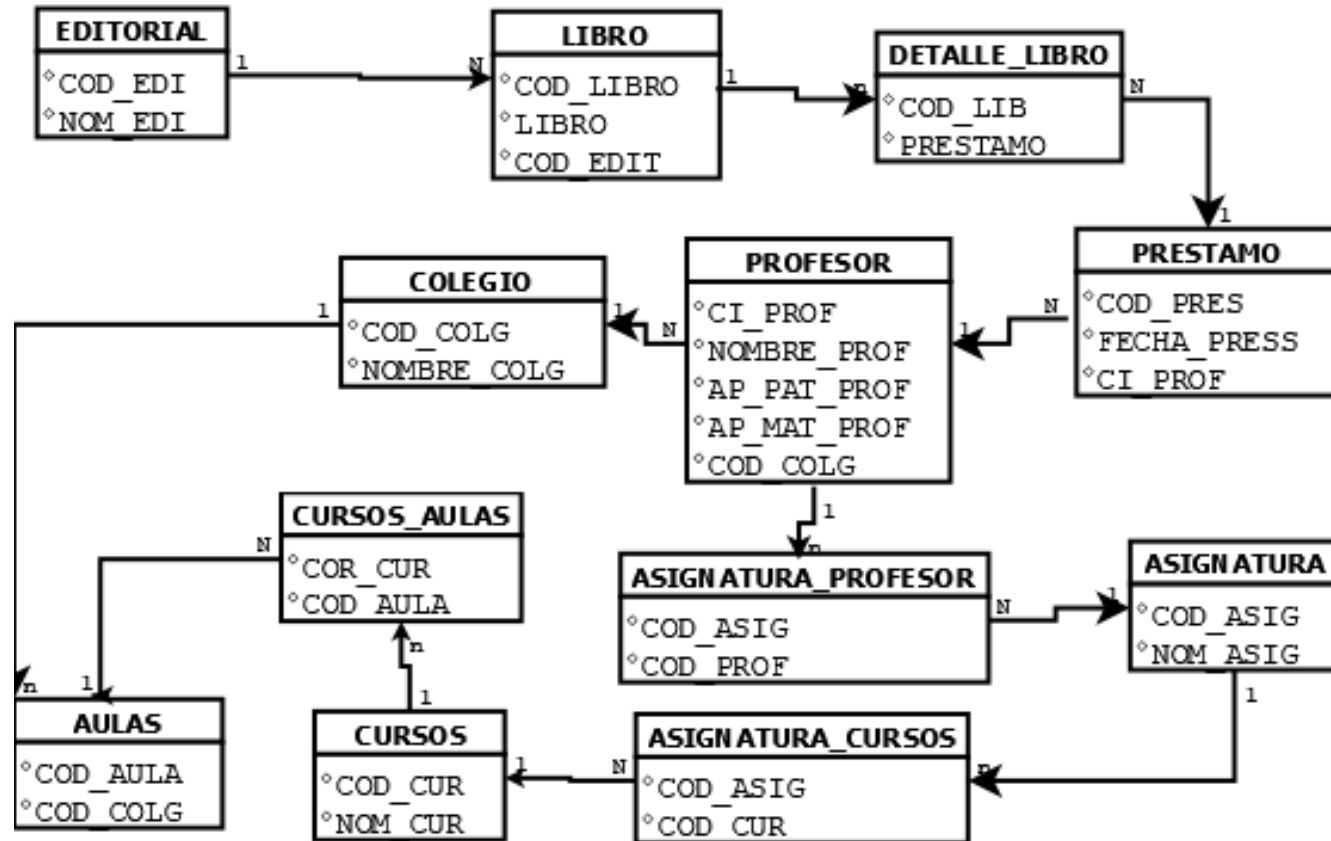 EDITORIAL
COD_EDI
NOM_EDI
1
N
LIBRO
COD_LIBRO
LIBRO
COD_EDIT
1
n
DETALLE_LIBRO
COD_LIB
PRESTAMO
N
1
PRESTAMO
COD_PRES
FECHA_PRESS
CI_PROF
N
1
PROFESOR
CI_PROF
NOMBRE_PROF
AP_PAT_PROF
AP_MAT_PROF
COD_COLG
N
1
COLEGIO
COD_COLG
NOMBRE_COLG
1
n
CURSOS_AULAS
COR_CUR
COD_AULA
N
1
1
n
ASIGNATURA_PROFESOR
COD_ASIG
COD_PROF
N
1
ASIGNATURA
COD_ASIG
NOM_ASIG
1
n
AULAS
COD_AULA
COD_COLG
n
1
CURSOS
COD_CUR
NOM_CUR
1
N
ASIGNATURA_CURSOS
COD_ASIG
COD_CUR